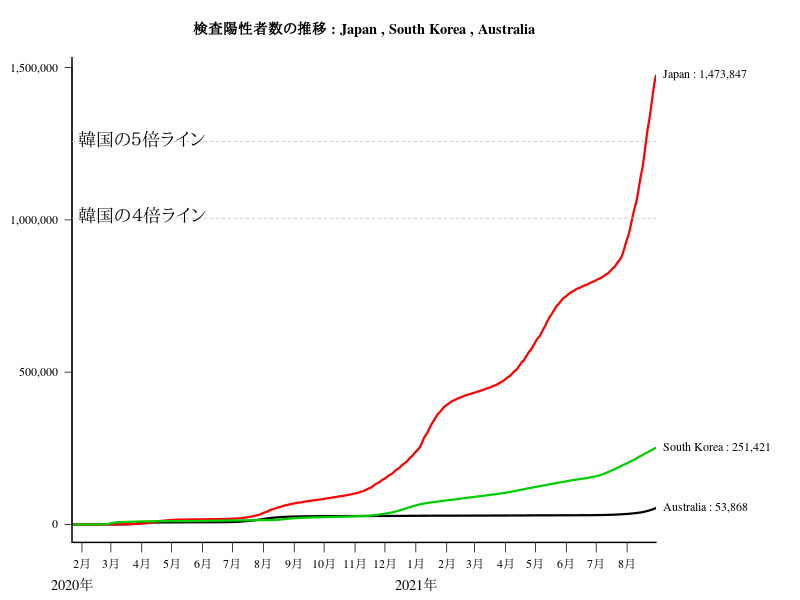 検査陽性者数の推移 : Japan , South Korea , Australia
1,500,000
Japan : 1,473,847
韓国の５倍ライン
韓国の４倍ライン
1,000,000
500,000
South Korea : 251,421
Australia : 53,868
0
2月 3月 4月 5月 6月 7月 8月 9月 10月 11月 12月 1月 2月 3月 4月 5月 6月 7月 8月
2020年 2021年